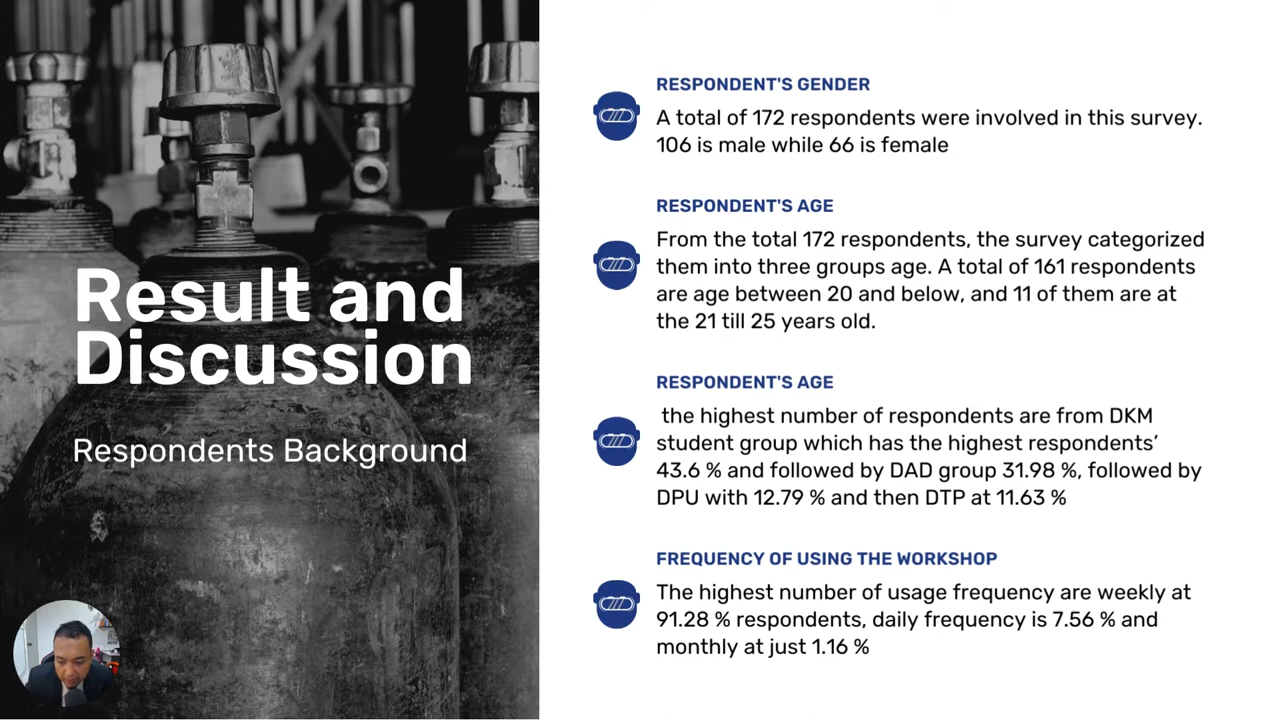 Result and
Discussion
Respondents Background
RESPONDENT'S GENDER
A total of 172 respondents were involved in this survey.
106 is male while 66 is female
RESPONDENT'S AGE
From the total 172 respondents, the survey categorized
them into three groups age. A total of 161 respondents
are age between 20 and below, and 11 of them are at
the 21 till 25 years old.
RESPONDENT'S AGE
the highest number of respondents are from DKM
student group which has the highest respondents’
43.6 % and followed by DAD group 31.98 %, followed by
DPU with 12.79 % and then DTP at 11.63 %
FREQUENCY OF USING THE WORKSHOP
The highest number of usage frequency are weekly at
91.28 % respondents, daily frequency is 7.56 % and
monthly at just 1.16 %